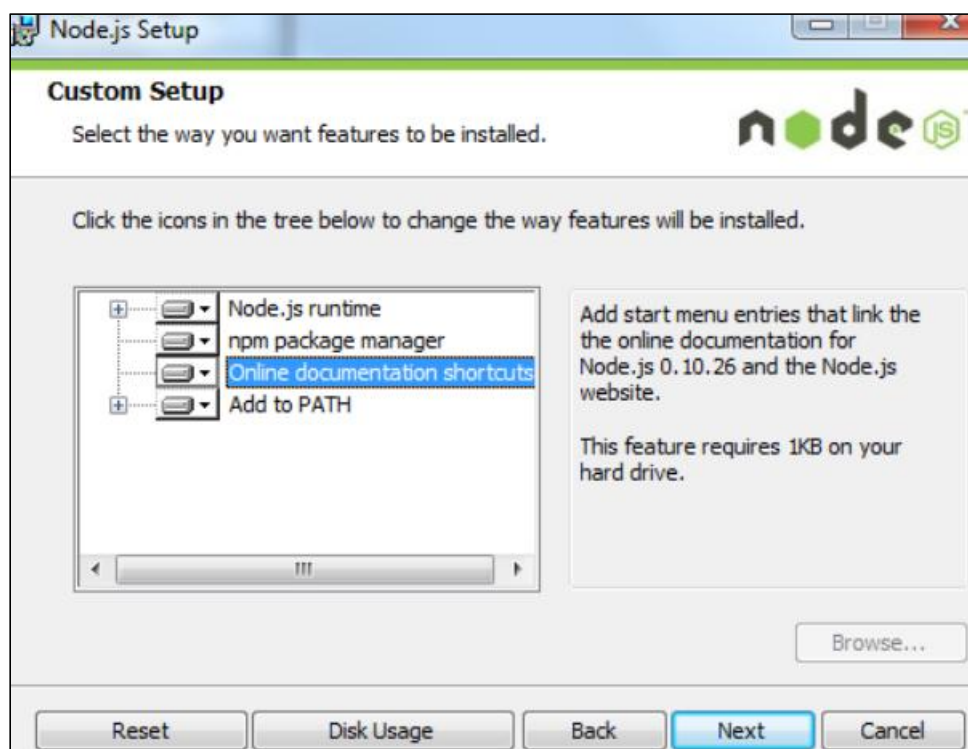 Node.js Setup
Custom Setup
Select the way you want features to be installed.
node
JS
Click the icons in the tree below to change the way features will be installed.
Node.js runtime
npm package manager
Online documentation shortcuts
Add to PATH
Add start menu entries that link the
the online documentation for
Node.js 0.10.26 and the Node.js
website.
This feature requires 1KB on your
hard drive.
Browse...
Reset
Disk Usage
Back
Next
Cancel